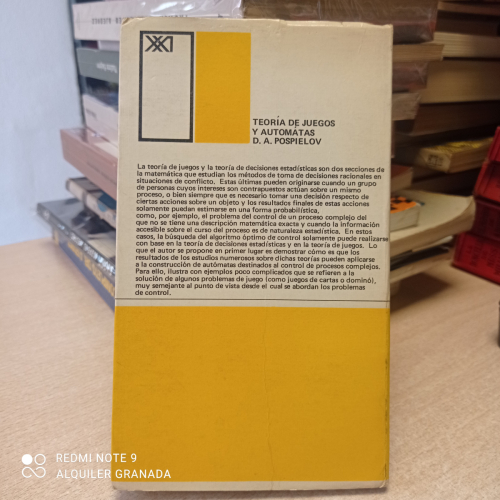 XXI
TEORÍA DE JUEGOS
Y AUTOMÁTAS
D. A. POSPIELOV
La teoría de juegos y la teoría de decisiones estadísticas son dos secciones de
la matemática que estudian los métodos de toma de decisiones racionales en
situaciones de conflicto. Estas últimas pueden originarse cuando un grupo
de personas cuyos intereses son contrapuestos actúan sobre un mismo
proceso, o bien siempre que es necesario tomar una decisión respecto de
ciertas acciones sobre un objeto y los resultados finales de estas acciones
solamente puedan estimarse en una forma probabilística,
como, por ejemplo, el problema del control de un proceso complejo del
que no se tiene una descripción matemática exacta y cuando la información
accesible sobre el curso del proceso es de naturaleza estadística. En estos
casos, la búsqueda del algoritmo óptimo de control solamente puede realizarse
con base en la teoría de decisiones estadísticas y en la teoría de juegos. Lo
que el autor se propone en primer lugar es demostrar cómo es que los
resultados de los estudios numerosos sobre dichas teorías pueden aplicarse
a la construcción de autómatas destinados al control de procesos complejos.
Para ello, ilustra con ejemplos poco complicados que se refieren a la
solución de algunos problemas de juego (como juegos de cartas o dominó),
muy semejante al punto de vista desde el cual se abordan los problemas
de control.
REDMI NOTE 9
ALQUILER GRANADA